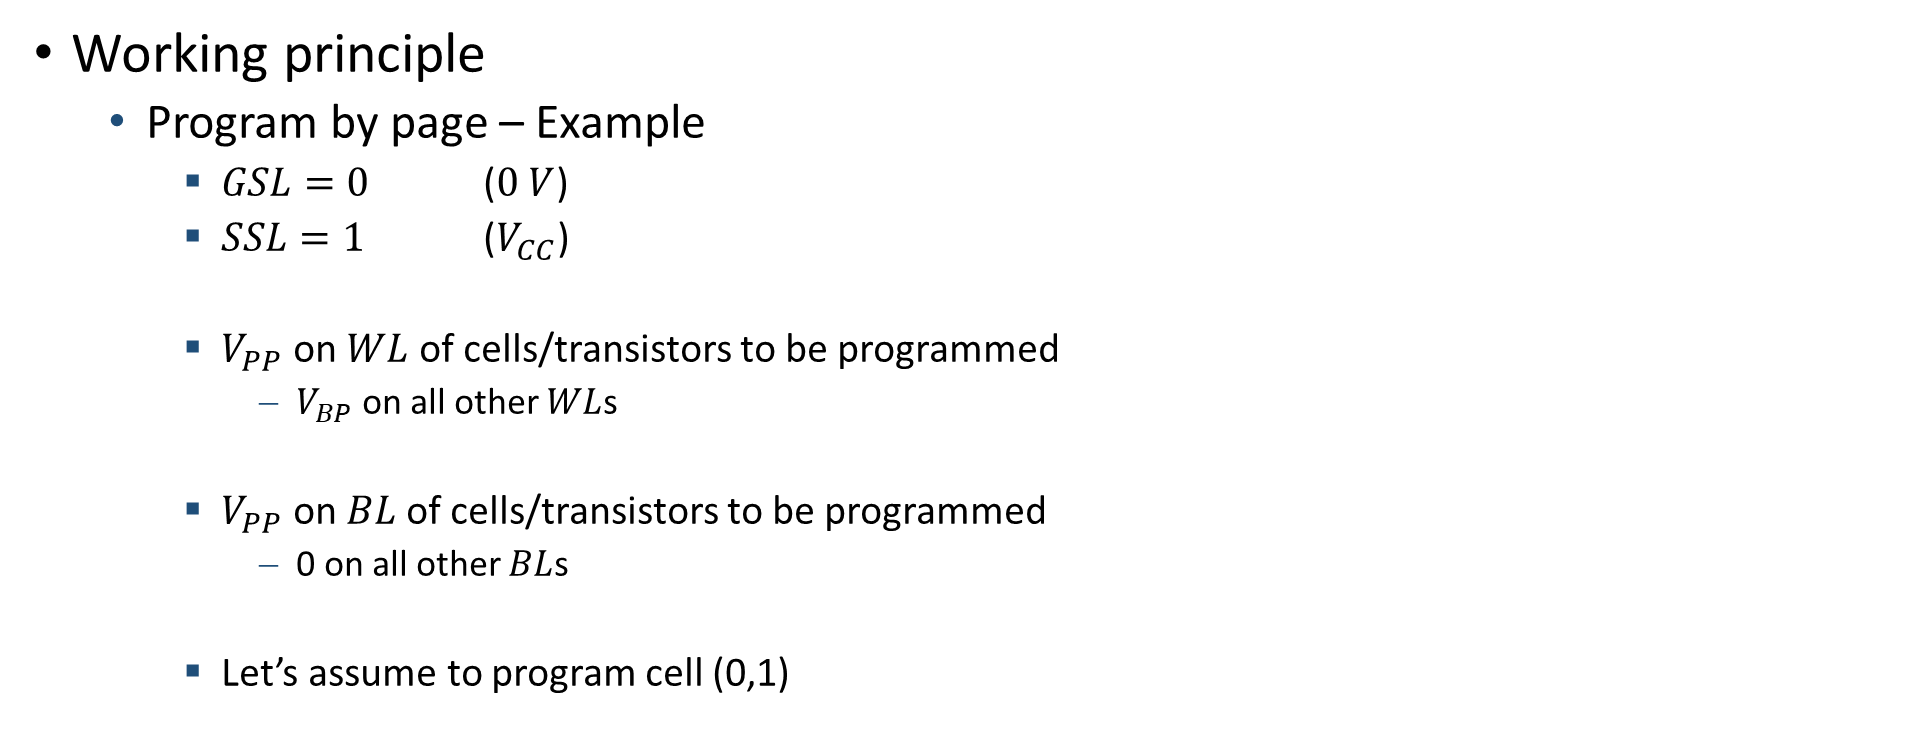 • Working principle
• Program by page – Example
▪ GSL = 0 (0 V)
▪ SSL = 1 (V_CC)
▪ V_PP on WL of cells/transistors to be programmed
– V_BP on all other WLs
▪ V_PP on BL of cells/transistors to be programmed
– 0 on all other BLs
▪ Let’s assume to program cell (0,1)